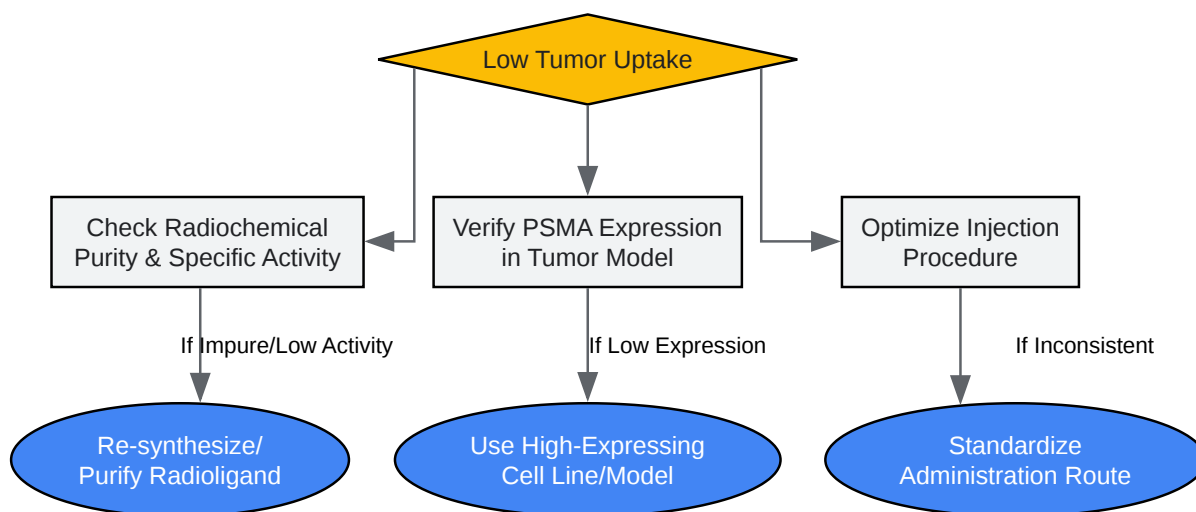 Low Tumor Uptake
Check Radiochemical
Purity & Specific Activity
Verify PSMA Expression
in Tumor Model
Optimize Injection
Procedure
If Impure/Low Activity
If Low Expression
If Inconsistent
Re-synthesize/
Purify Radioligand
Use High-Expressing
Cell Line/Model
Standardize
Administration Route